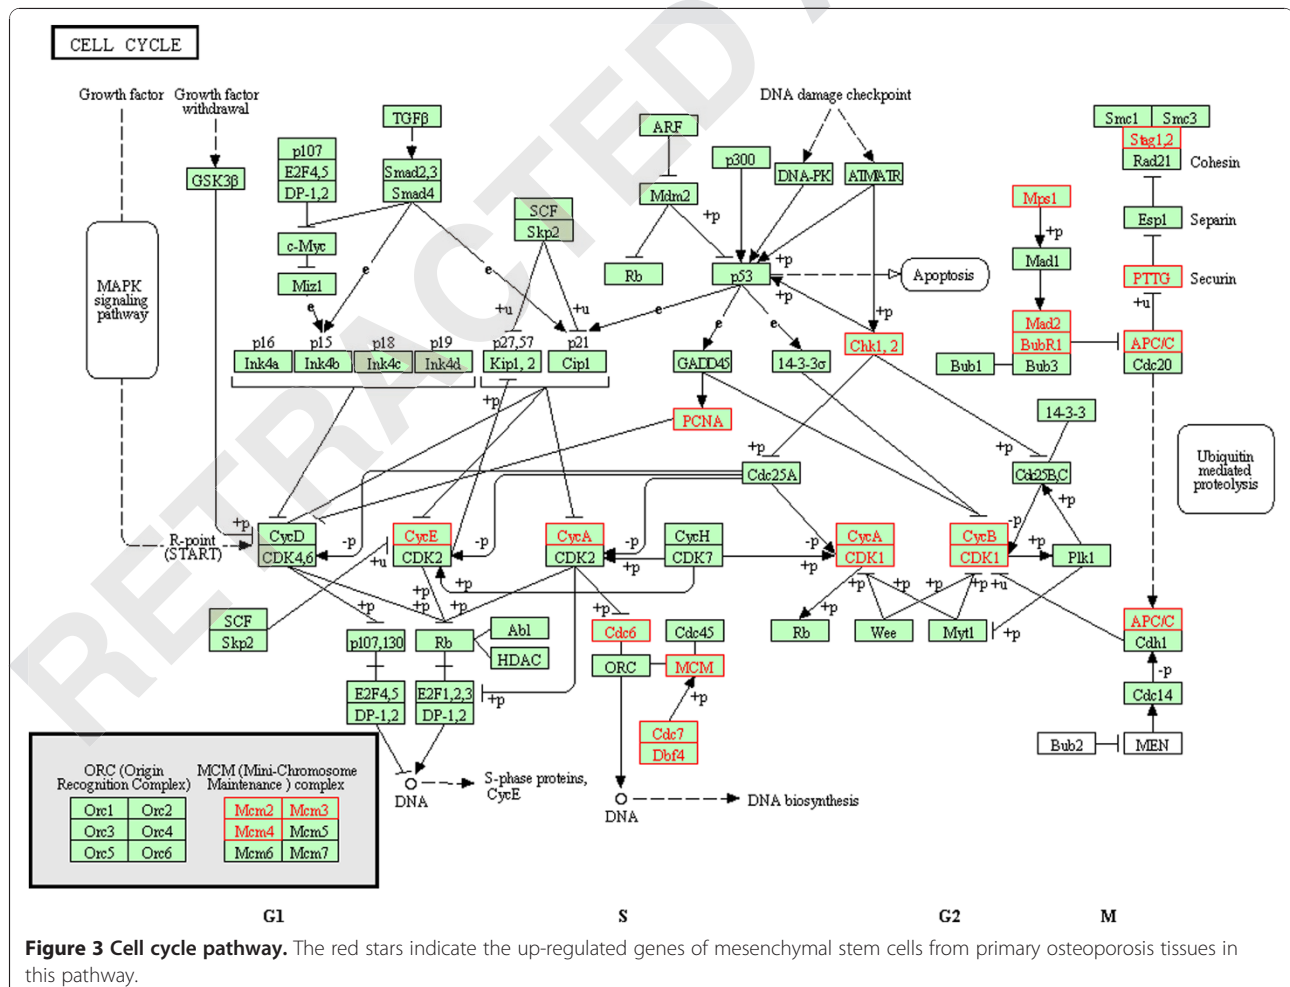 RETRACTED A
CELL CYCLE
Growth factor
Growth factor
withdrawal
GSK3β
MAPK
signaling
pathway
R-point
(START)
p107
E2F4,5
DP-1,2
c-Myc
Miz1
TGFβ
Smad2,3
Smad4
e
e
SCF
Skp2
+u
+u
ARF
Mdm2
Rb
+p
p300
DNA damage checkpoint
DNA-PK
ATM/ATR
p53
+p
+p
+p
Apoptosis
e
e
e
p16
Ink4a
p15
Ink4b
p18
Ink4c
p19
Ink4d
p27,57
Kip1, 2
p21
Cip1
+p
GADD45
14-3-3σ
Chk1, 2
PCNA
Cdc25A
+p
+p
14-3-3
Cdc25B,C
Smc1
Smc3
Stag1,2
Rad21
Cohesin
Esp1
Separin
PTTG
Securin
+u
Mps1
+p
Mad1
Mad2
BubR1
Bub1
Bub3
APC/C
Cdc20
Ubiquitin
mediated
proteolysis
+p
CycD
CDK4,6
-p
CycE
CDK2
+u
-p
CycA
CDK2
-p
+p
CycH
CDK7
+p
CycA
CDK1
CycB
CDK1
-p
+p
+p
Plk1
SCF
Skp2
+p
+p
+p
+p
+p
+p
+p
+p
+p
+p
+u
p107,130
Rb
Abl
HDAC
E2F4,5
DP-1,2
E2F1,2,3
DP-1,2
+p
Cdc6
Cdc45
ORC
MCM
+p
Cdc7
Dbf4
Rb
Wee
Myt1
+p
APC/C
Cdh1
-p
Cdc14
Bub2
MEN
DNA
S-phase proteins,
CycE
DNA
DNA biosynthesis
ORC (Origin
Recognition Complex)
Orc1
Orc2
Orc3
Orc4
Orc5
Orc6
MCM (Mini-Chromosome
Maintenance ) complex
Mcm2
Mcm3
Mcm4
Mcm5
Mcm6
Mcm7
G1
S
G2
M
Figure 3 Cell cycle pathway. The red stars indicate the up-regulated genes of mesenchymal stem cells from primary osteoporosis tissues in
this pathway.